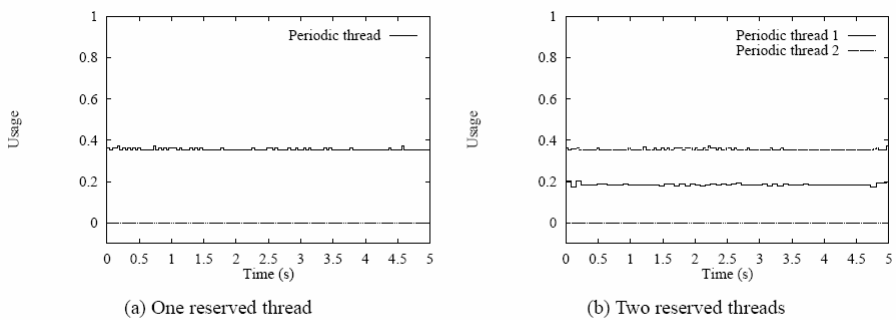 1
0.8
0.6
0.4
0.2
0
Usage
Periodic thread
0 0.5 1 1.5 2 2.5 3 3.5 4 4.5 5
Time (s)
(a) One reserved thread
1
0.8
0.6
0.4
0.2
0
Usage
Periodic thread 1
Periodic thread 2
0 0.5 1 1.5 2 2.5 3 3.5 4 4.5 5
Time (s)
(b) Two reserved threads